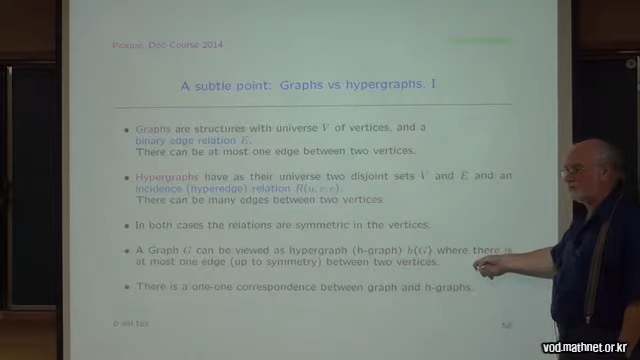 Prague, Doc-Course 2014
A subtle point: Graphs vs hypergraphs. I
• Graphs are structures with universe V of vertices, and a
binary edge relation E.
There can be at most one edge between two vertices.
• Hypergraphs have as their universe two disjoint sets V and E and an
incidence (hyperedge) relation R(u, v, e).
There can be many edges between two vertices.
• In both cases the relations are symmetric in the vertices.
• A Graph G can be viewed as hypergraph (h-graph) h(G) where there is
at most one edge (up to symmetry) between two vertices.
• There is a one-one correspondence between graph and h-graphs.
58
vod.mathnet.or.kr